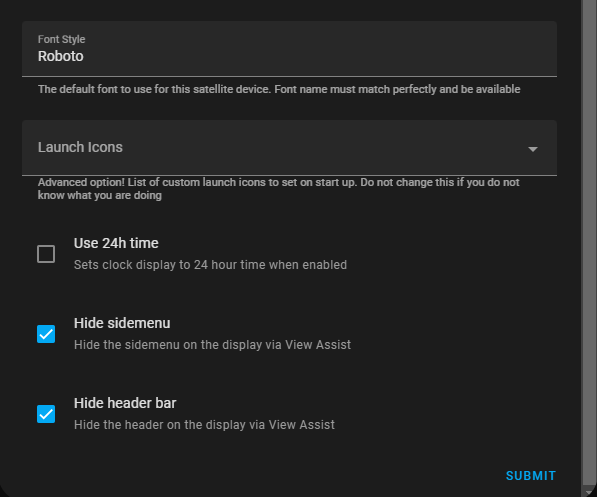 Font Style
Roboto
The default font to use for this satellite device. Font name must match perfectly and be available
Launch Icons
Advanced option! List of custom launch icons to set on start up. Do not change this if you do not
know what you are doing
Use 24h time
Sets clock display to 24 hour time when enabled
Hide sidemenu
Hide the sidemenu on the display via View Assist
Hide header bar
Hide the header on the display via View Assist
SUBMIT